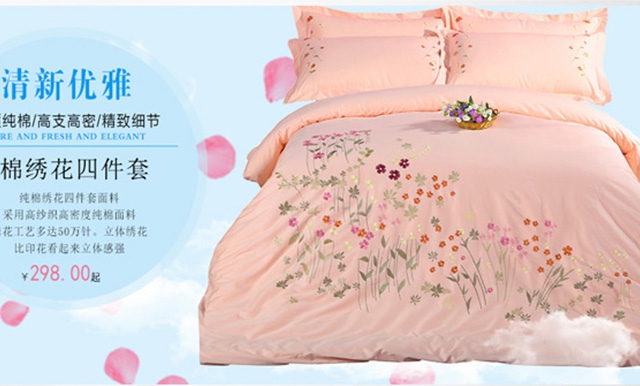 清新优雅
纯棉/高支高密/精致细节
RE AND FRESH AND ELEGANT
棉绣花四件套
纯棉绣花四件套面料
采用高纱织高密度纯棉面料
花工艺多达50万针。立体绣花
比印花看起来立体感强
¥298.00起